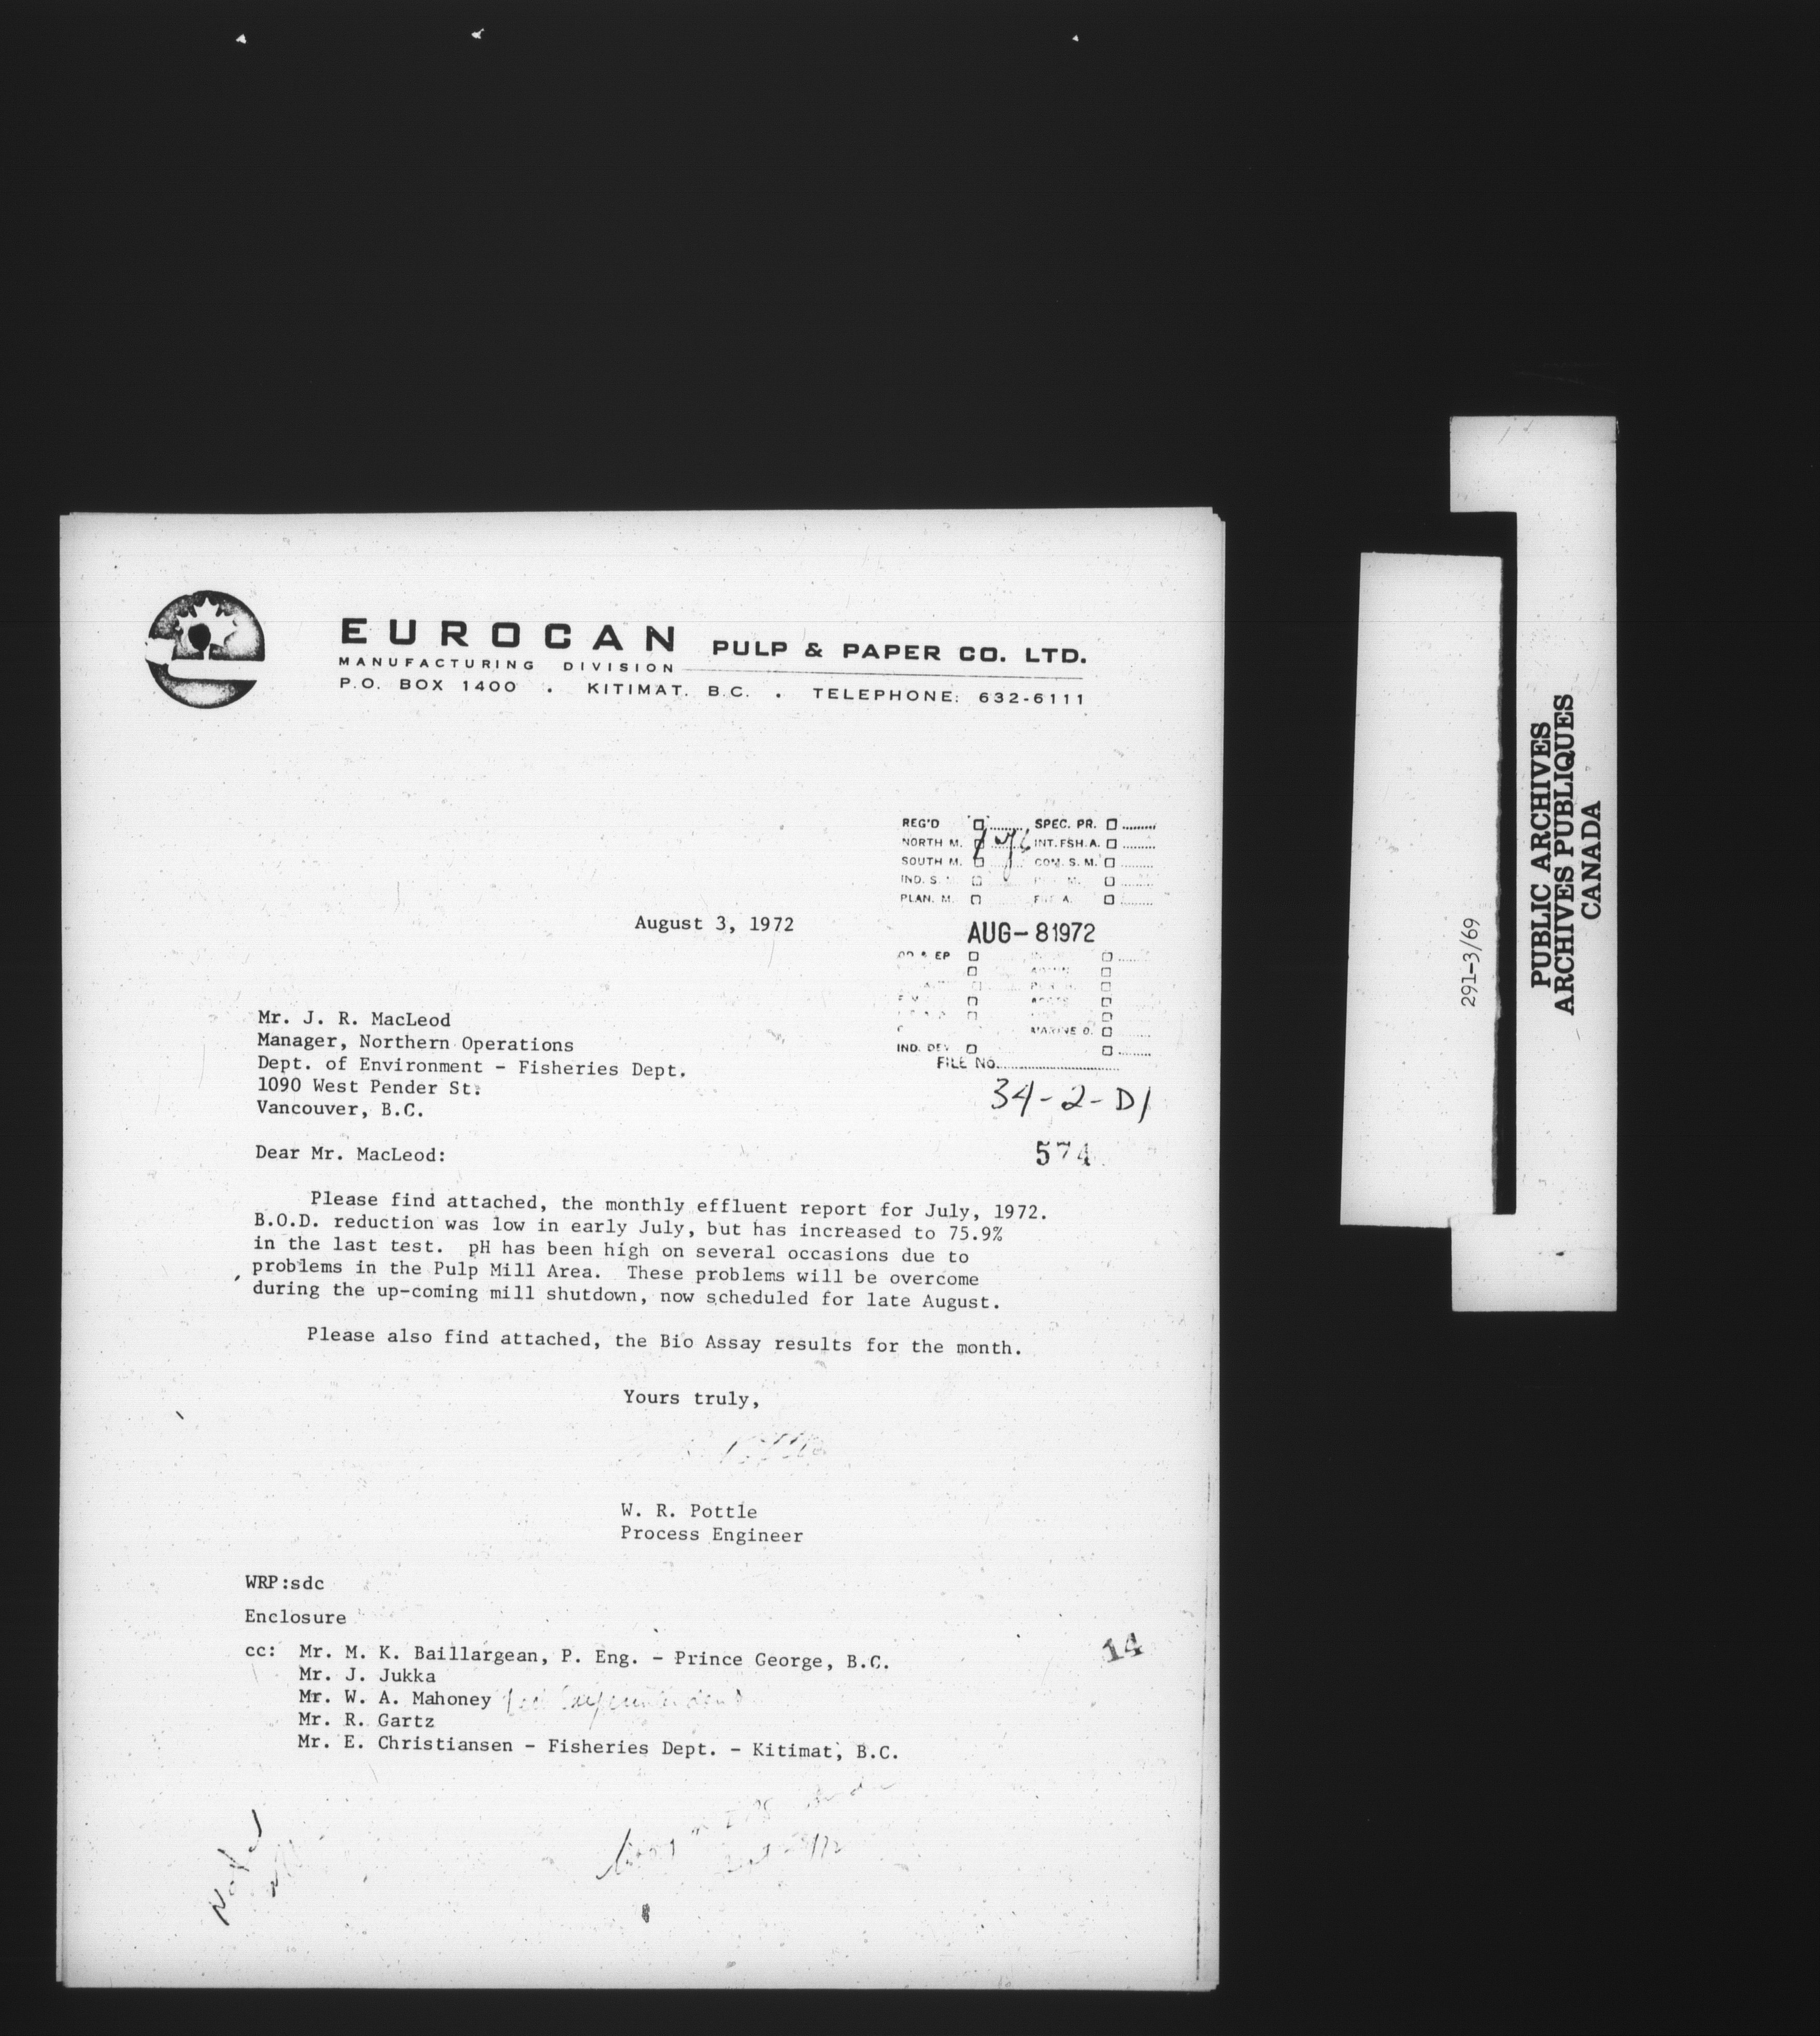 EUROCAN PULP & PAPER CO. LTD.
MANUFACTURING DIVISION
P.O. BOX 1400 . KITIMAT. B.C. . TELEPHONE: 632-6111
REG'D SPEC. PR.
NORTH M. INT. FSH. A.
SOUTH M. COM. S. M.
IND. S.
PLAN. M.
August 3, 1972
AUG-81972
& EP
MARINE O.
IND. DEV
FILE NO.
34-2-D1
574
Mr. J. R. MacLeod
Manager, Northern Operations
Dept. of Environment - Fisheries Dept.
1090 West Pender St.
Vancouver, B.C.
Dear Mr. MacLeod:
Please find attached, the monthly effluent report for July, 1972.
B.O.D. reduction was low in early July, but has increased to 75.9%
in the last test. pH has been high on several occasions due to
problems in the Pulp Mill Area. These problems will be overcome
during the up-coming mill shutdown, now scheduled for late August.
Please also find attached, the Bio Assay results for the month.
Yours truly,
W. R. Pottle
Process Engineer
WRP:sdc
Enclosure
cc: Mr. M. K. Baillargean, P. Eng. - Prince George, B.C.
Mr. J. Jukka
Mr. W. A. Mahoney
Mr. R. Gartz
Mr. E. Christiansen - Fisheries Dept. - Kitimat, B.C.
14
291-3/69
PUBLIC ARCHIVES
ARCHIVES PUBLIQUES
CANADA